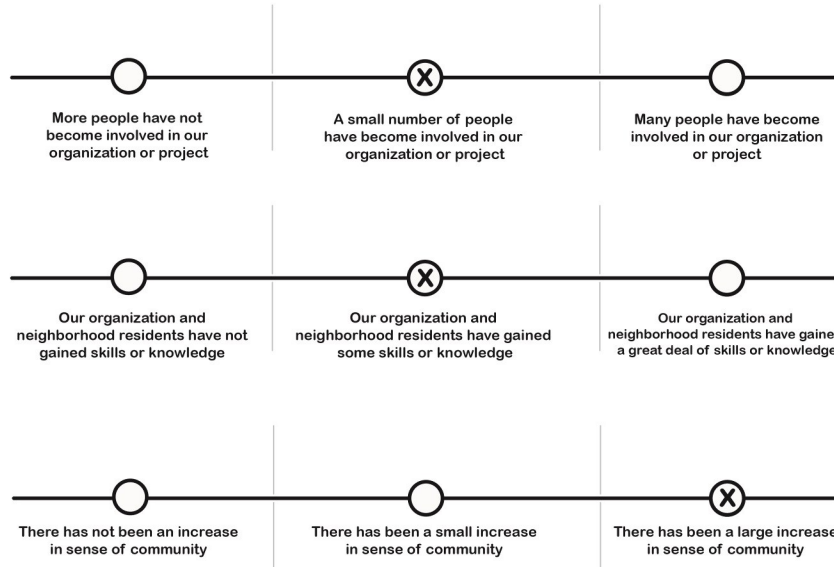 X
More people have not
become involved in our
organization or project
A small number of people
have become involved in our
organization or project
Many people have become
involved in our organization
or project
X
Our organization and
neighborhood residents have not
gained skills or knowledge
Our organization and
neighborhood residents have gained
some skills or knowledge
Our organization and
neighborhood residents have gaine
a great deal of skills or knowledge
X
There has not been an increase
in sense of community
There has been a small increase
in sense of community
There has been a large increase
in sense of community